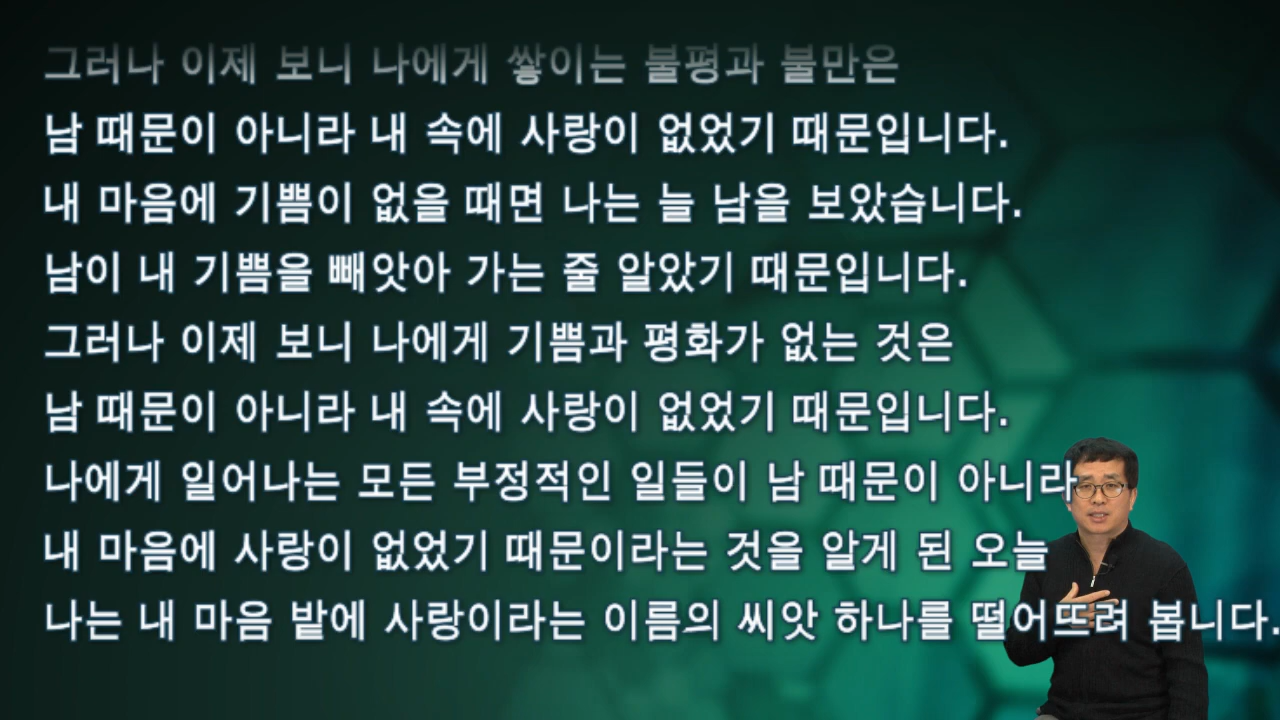 그러나 이제 보니 나에게 쌓이는 불평과 불만은
남 때문이 아니라 내 속에 사랑이 없었기 때문입니다.
내 마음에 기쁨이 없을 때면 나는 늘 남을 보았습니다.
남이 내 기쁨을 빼앗아 가는 줄 알았기 때문입니다.
그러나 이제 보니 나에게 기쁨과 평화가 없는 것은
남 때문이 아니라 내 속에 사랑이 없었기 때문입니다.
나에게 일어나는 모든 부정적인 일들이 남 때문이 아니라
내 마음에 사랑이 없었기 때문이라는 것을 알게 된 오늘
나는 내 마음 밭에 사랑이라는 이름의 씨앗 하나를 떨어뜨려 봅니다.